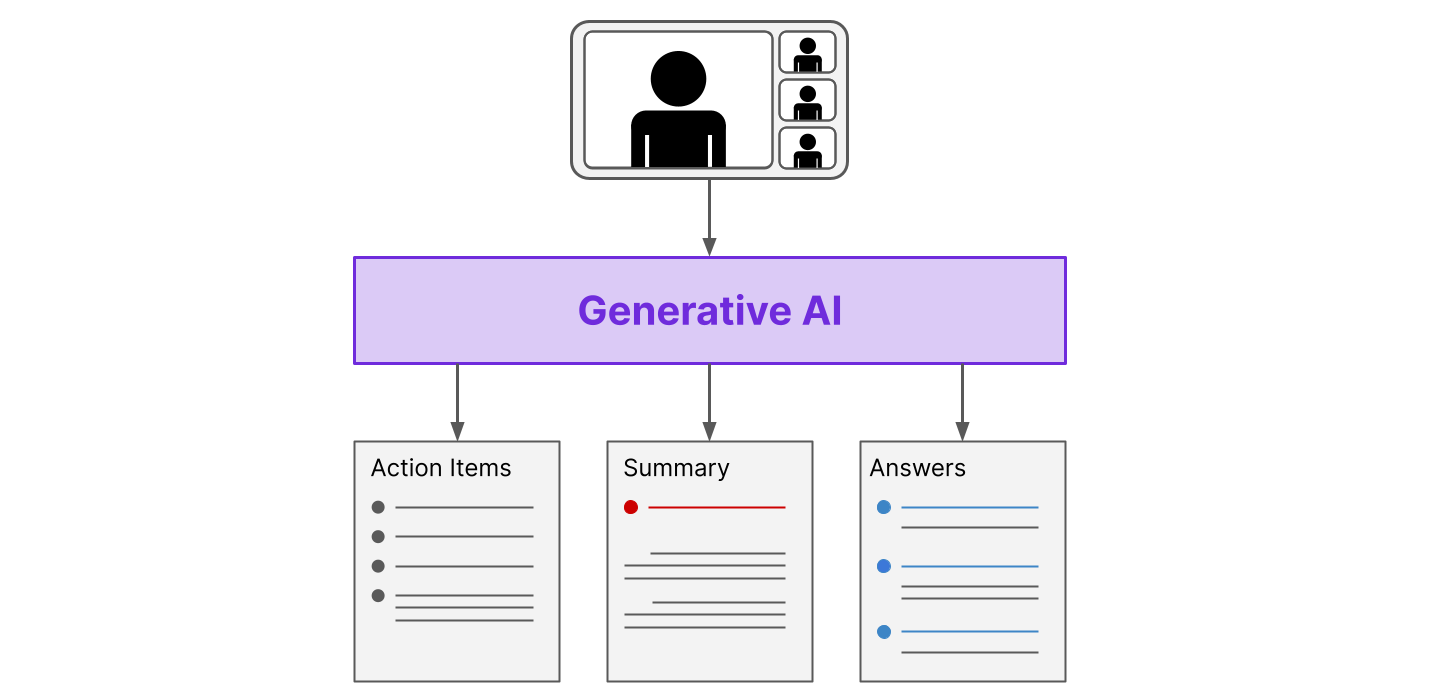 Generative AI
Action Items
Summary
Answers